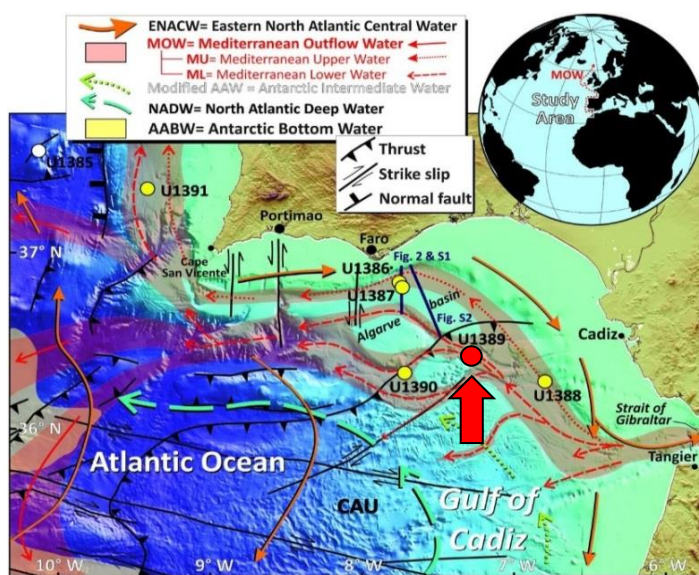 ENACW= Eastern North Atlantic Central Water
MOW= Mediterranean Outflow Water
MU= Mediterranean Upper Water
ML= Mediterranean Lower Water
Modified AAW = Antarctic Intermediate Water
NADW= North Atlantic Deep Water
AABW= Antarctic Bottom Water
MOW
Study
Area
Thrust
Strike slip
Normal fault
U1385
U1391
Portimao
Faro
37° N
Cape
San Vicente
Fig. 2 & S1
U1386
U1387
basin
Algarve
Fig. S2
U1389
Cadiz
U1390
U1388
Strait of
Gibraltar
36° N
Tangier
Atlantic Ocean
CAU
Gulf of
Cadiz
10° W
9° W
8° W
7° W
6° W